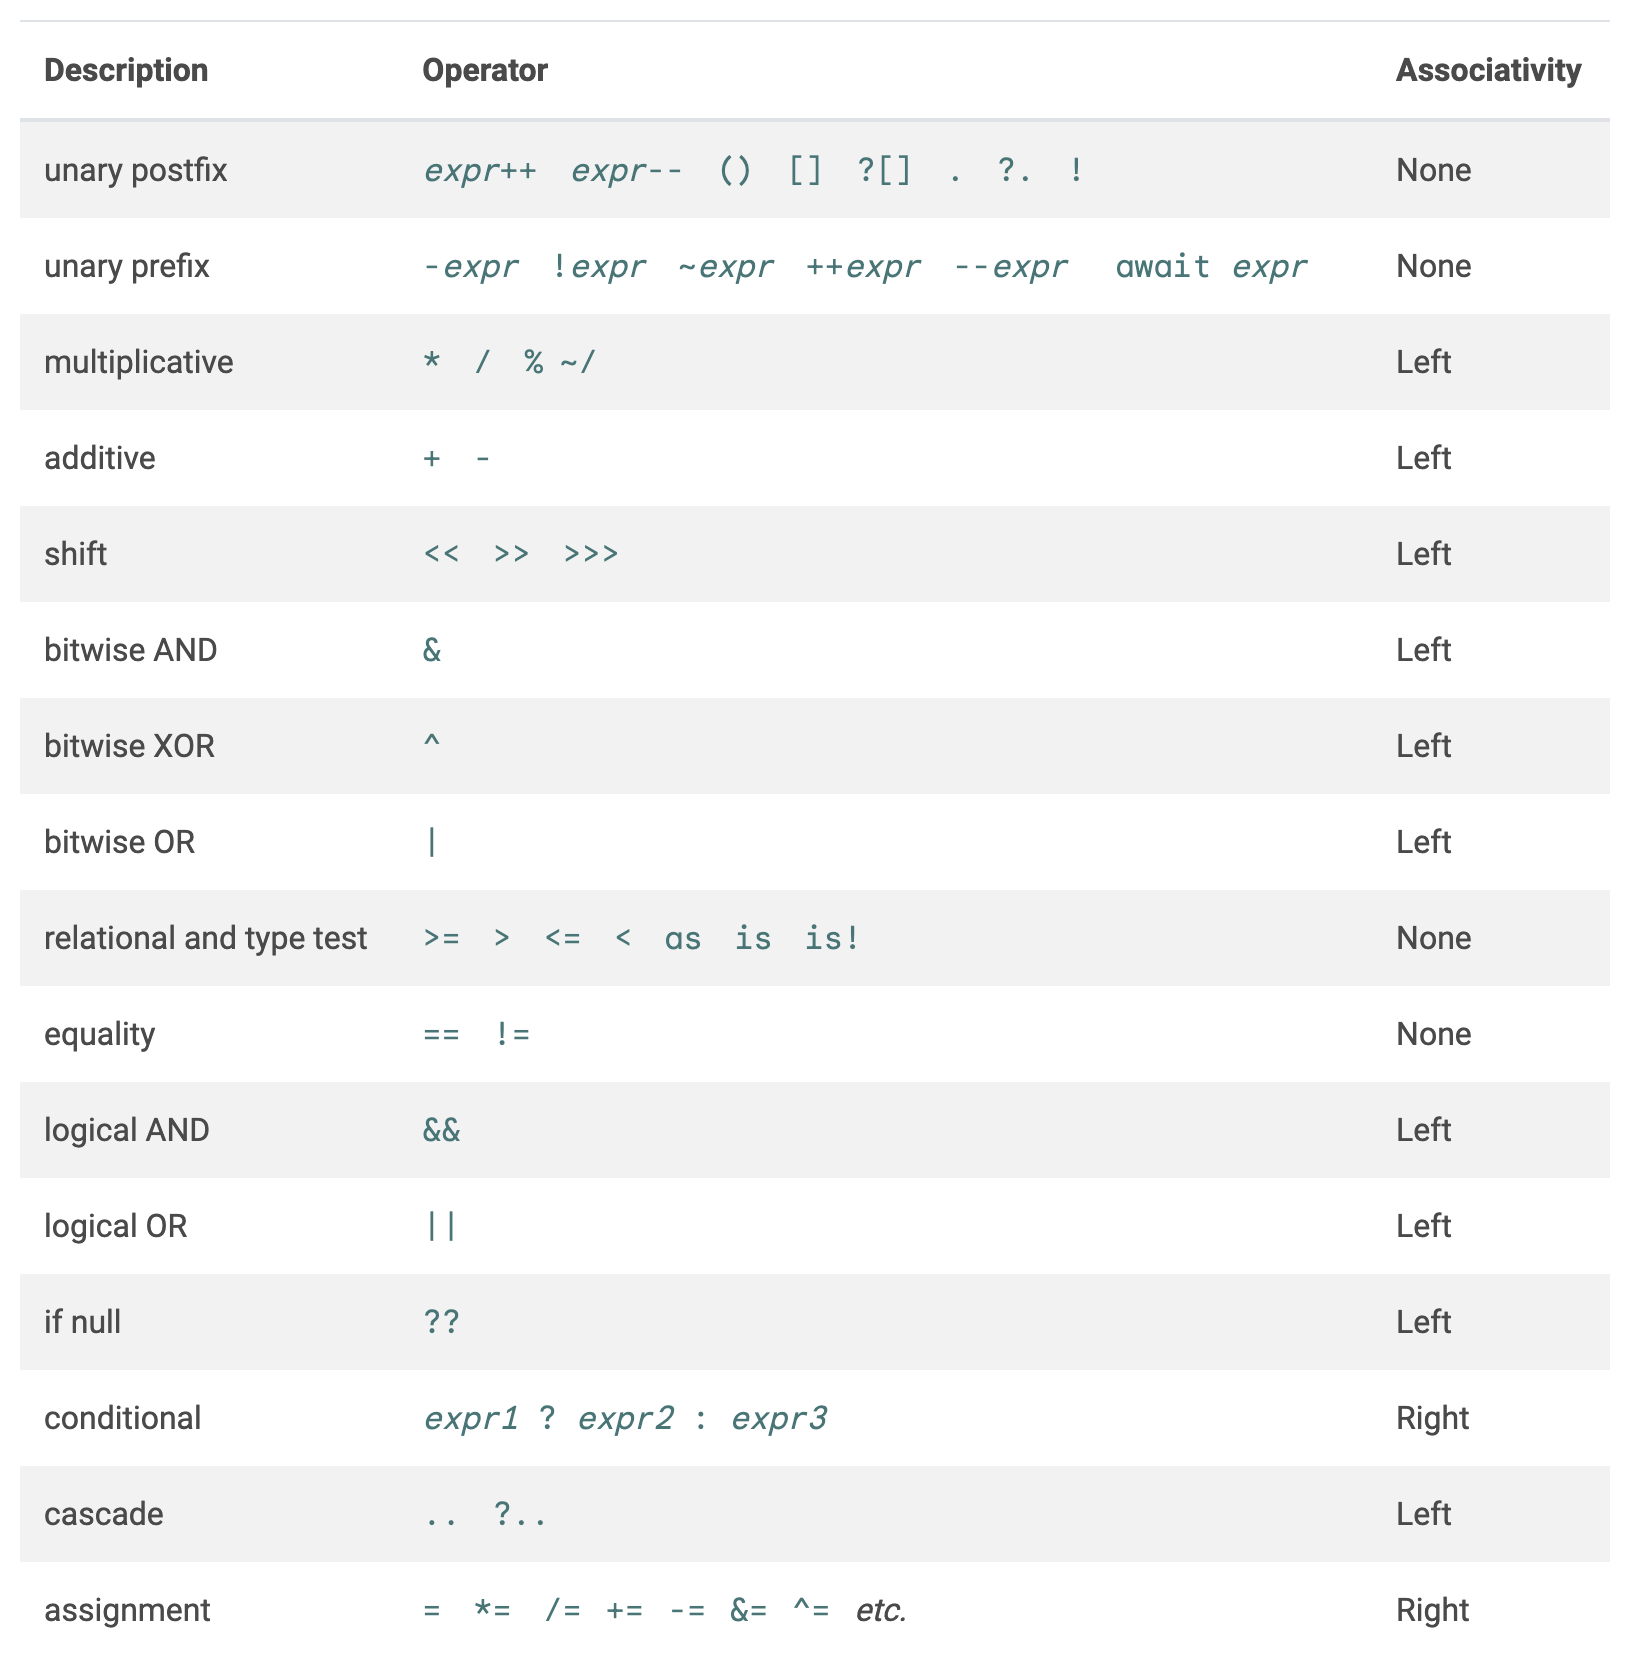 Description Operator Associativity
unary postfix expr++ expr-- () [] ?[] . ?. ! None
unary prefix -expr !expr ~expr ++expr --expr await expr None
multiplicative * / % ~/ Left
additive + - Left
shift << >> >>> Left
bitwise AND & Left
bitwise XOR ^ Left
bitwise OR | Left
relational and type test >= > <= < as is is! None
equality == != None
logical AND && Left
logical OR || Left
if null ?? Left
conditional expr1 ? expr2 : expr3 Right
cascade .. ?.. Left
assignment = *= /= += -= &= ^= etc. Right